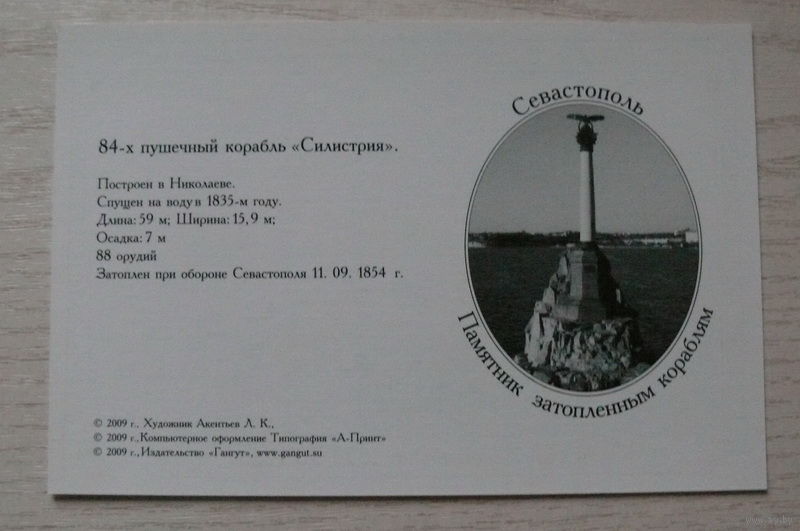 84-х пушечный корабль «Силистрия».
Построен в Николаеве.
Спущен на воду в 1835-м году.
Длина: 59 м; Ширина: 15,9 м;
Осадка: 7 м
88 орудий
Затоплен при обороне Севастополя 11. 09. 1854 г.
© 2009 г., Художник Акентьев Л. К.,
© 2009 г., Компьютерное оформление Типография «А-Принт»
© 2009 г., Издательство «Гангут», www.gangut.su
Севастополь
Памятник затопленным кораблям